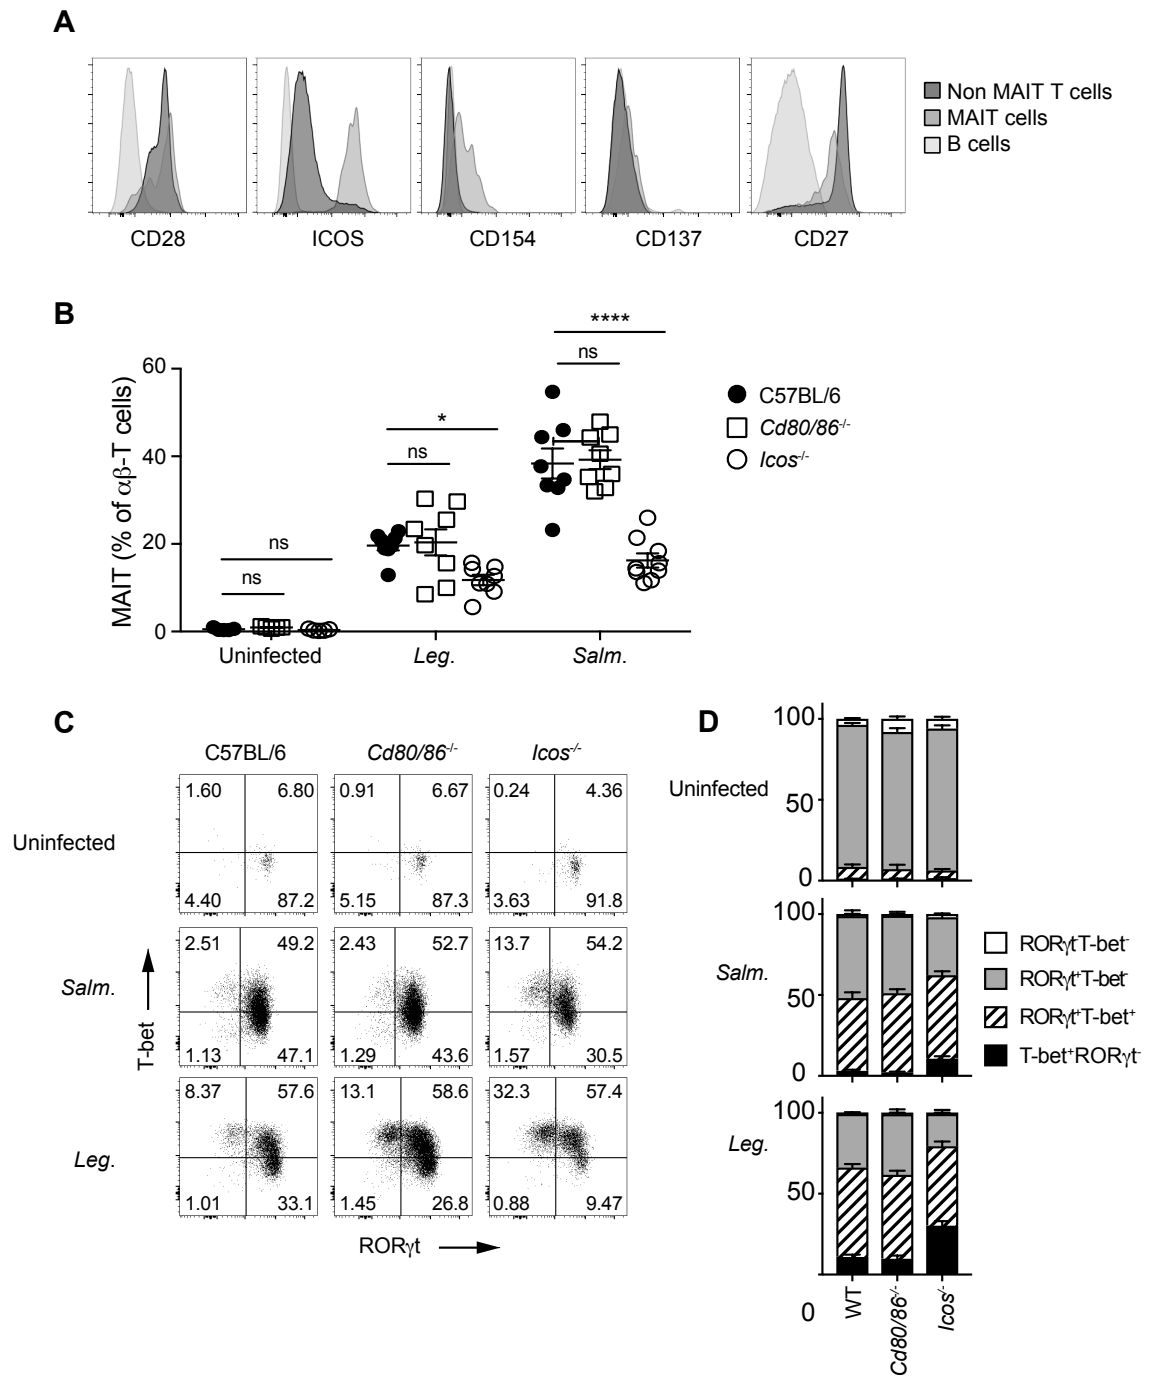 A
Non MAIT T cells
MAIT cells
B cells
CD28 ICOS CD154 CD137 CD27
B
****
ns
60
MAIT (% of αβ-T cells)
C57BL/6
Cd80/86-/-
Icos-/-
*
ns
40
20
ns
ns
0
Uninfected Leg. Salm.
C
C57BL/6 Cd80/86-/- Icos-/-
Uninfected
1.60 6.80 0.91 6.67 0.24 4.36
4.40 87.2 5.15 87.3 3.63 91.8
Salm.
2.51 49.2 2.43 52.7 13.7 54.2
1.13 47.1 1.29 43.6 1.57 30.5
T-bet
Leg.
8.37 57.6 13.1 58.6 32.3 57.4
1.01 33.1 1.45 26.8 0.88 9.47
RORγt
D
100
Uninfected
50
0
100
Salm.
50
0
RORγt-T-bet-
RORγt+T-bet-
RORγt+T-bet+
T-bet+RORγt-
100
Leg.
50
0
WT Cd80/86-/- Icos-/-